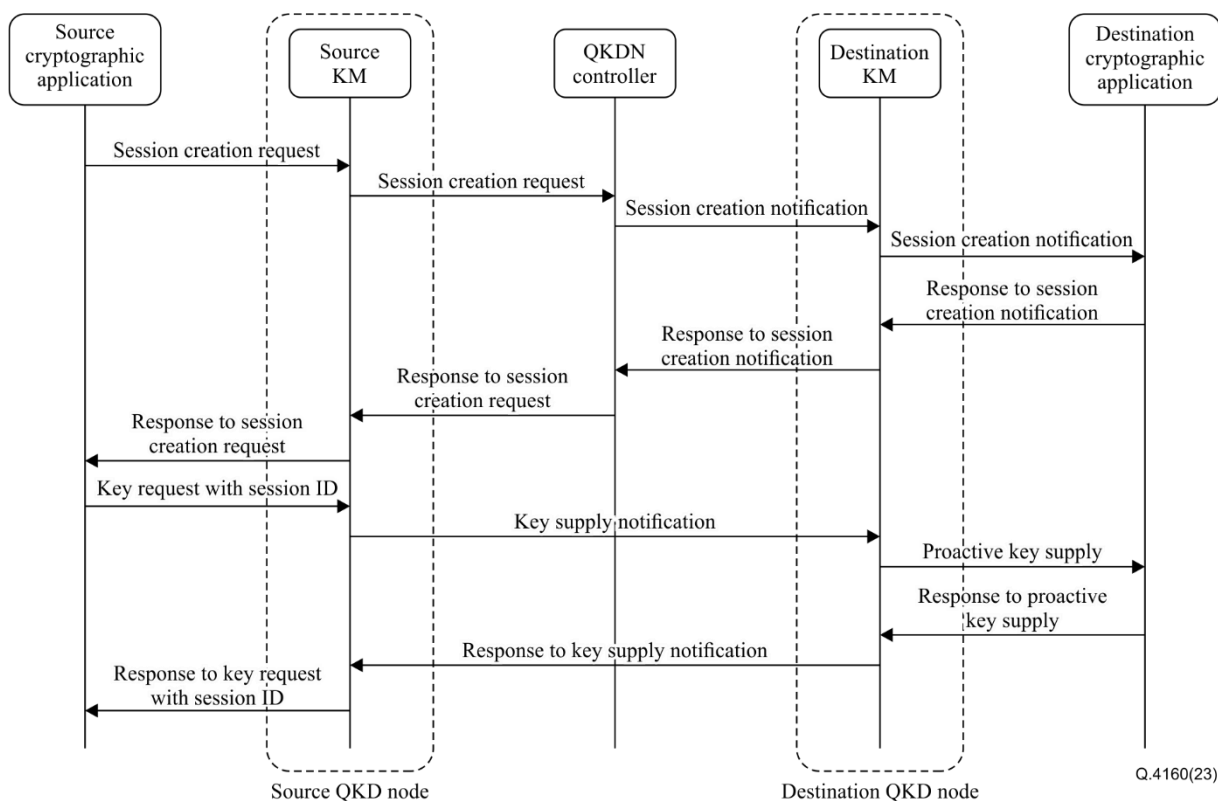 Source
cryptographic
application
Source
KM
QKDN
controller
Destination
KM
Destination
cryptographic
application
Session creation request
Session creation request
Session creation notification
Session creation notification
Response to session
creation notification
Response to session
creation notification
Response to session
creation request
Response to session
creation request
Key request with session ID
Key supply notification
Proactive key supply
Response to proactive
key supply
Response to key supply notification
Response to key request
with session ID
Source QKD node
Destination QKD node
Q.4160(23)